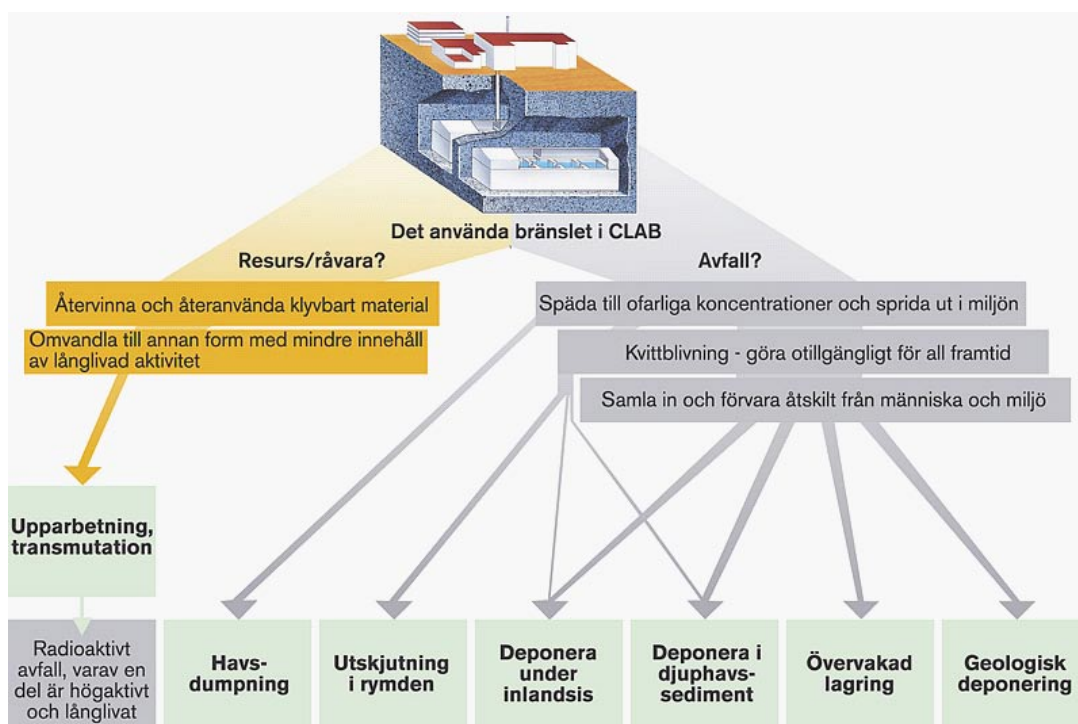 Det använda bränslet i CLAB
Resurs/råvara?
Återvinna och återanvända klyvbart material
Omvandla till annan form med mindre innehåll
av långlivad aktivitet
Avfall?
Späda till ofarliga koncentrationer och sprida ut i miljön
Kvittblivning - göra otillgängligt för all framtid
Samla in och förvara åtskilt från människa och miljö
Upparbetning,
transmutation
Radioaktivt
avfall, varav en
del är högaktivt
och långlivat
Havs-
dumpning
Utskjutning
i rymden
Deponera
under
inlandsis
Deponera i
djuphavs-
sediment
Övervakad
lagring
Geologisk
deponering